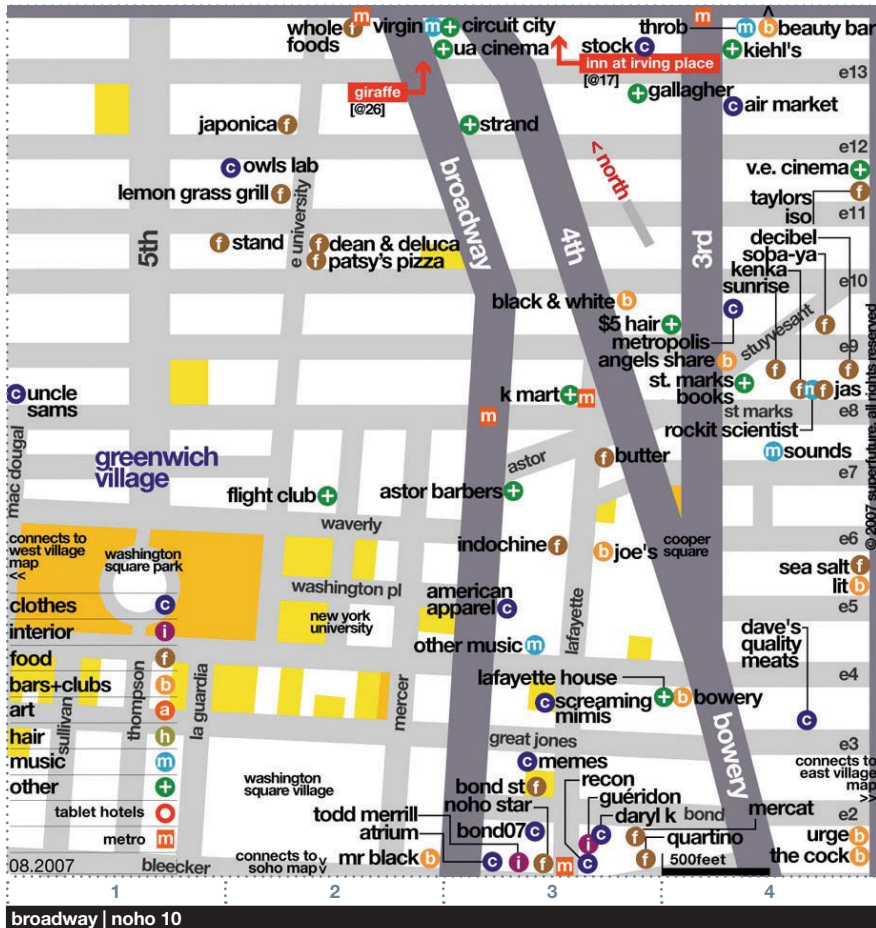 whole foods
f
m
virgin
m
+
circuit city
+
ua cinema
stock
c
m
throb
m
b
beauty bar
^
+
kiehl's
inn at irving place
[@17]
e13
giraffe
[@26]
+
gallagher
c
air market
japonica
f
+
strand
e12
c
owls lab
< north
v.e. cinema
+
lemon grass grill
f
taylors
f
iso
e11
e university
broadway
5th
4th
3rd
f
stand
f
dean & deluca
f
patsy's pizza
decibel
soba-ya
kenka
sunrise
e10
black & white
b
c
$5 hair
+
metropolis
f
stuyvesant
e9
angels share
b
f
f
c
uncle sams
k mart
+
m
st. marks books
+
f
m
f
jas
m
st marks
e8
rockit scientist
mac dougal
greenwich village
astor
f
butter
m
sounds
e7
flight club
+
astor barbers
+
waverly
© 2007 superfuture, all rights reserved
connects to west village map
<<
washington square park
indochine
f
b
joe's
cooper square
e6
washington pl
sea salt
f
lit
b
clothes
c
american apparel
c
new york university
e5
interior
i
lafayette
dave's quality meats
food
f
other music
m
e4
bars+clubs
b
lafayette house
art
a
c
screaming mimis
+
b
bowery
c
hair
h
sullivan
thompson
la guardia
mercer
great jones
bowery
e3
music
m
c
memes
connects to east village map
>>
other
+
washington square village
bond st
f
recon
guéridon
tablet hotels
noho star
daryl k
bond
mercat
e2
metro
m
todd merrill
bond07
c
i
c
f
quartino
urge
b
atrium
08.2007
bleecker
connects to soho map
v
v
mr black
b
c
i
f
m
c
f
500feet
the cock
b
1
2
3
4
broadway | noho 10